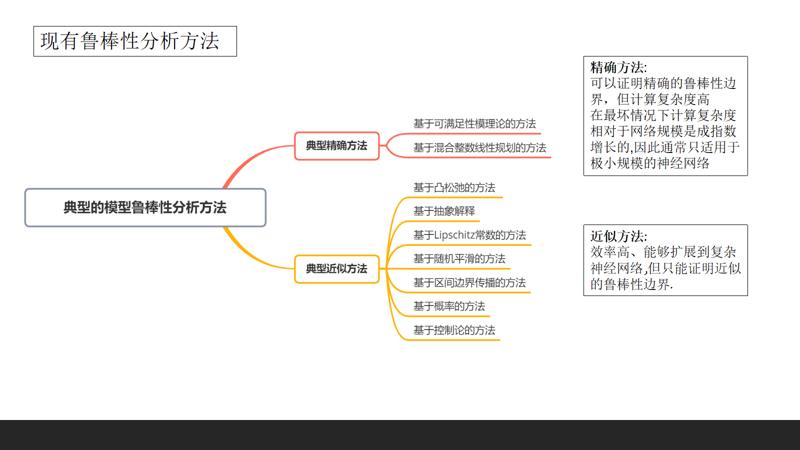 现有鲁棒性分析方法
典型的模型鲁棒性分析方法
典型精确方法
基于可满足性模理论的方法
基于混合整数线性规划的方法
典型近似方法
基于凸松弛的方法
基于抽象解释
基于Lipschitz常数的方法
基于随机平滑的方法
基于区间边界传播的方法
基于概率的方法
基于控制论的方法
精确方法:
可以证明精确的鲁棒性边
界，但计算复杂度高
在最坏情况下计算复杂度
相对于网络规模是成指数
增长的,因此通常只适用于
极小规模的神经网络
近似方法:
效率高、能够扩展到复杂
神经网络,但只能证明近似
的鲁棒性边界.